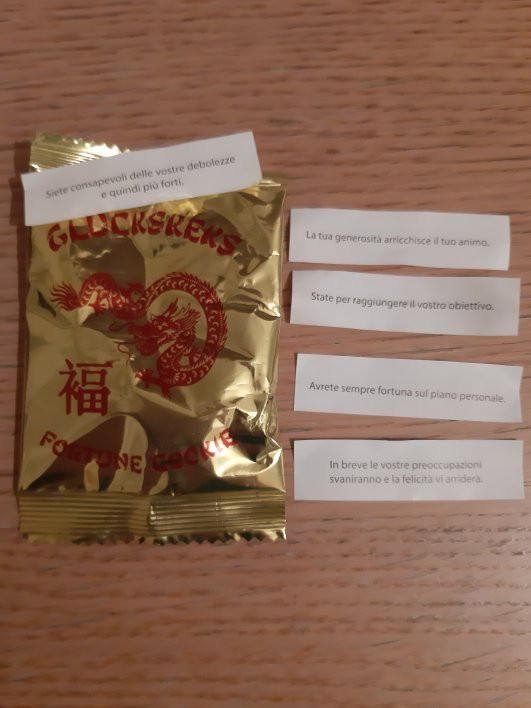 Siete consapevoli delle vostre debolezze
e quindi più forti.
GLÜCKSKEKS
福
FORTUNE COOKIE
La tua generosità arricchisce il tuo animo.
State per raggiungere il vostro obiettivo.
Avrete sempre fortuna sul piano personale.
In breve le vostre preoccupazioni
svaniranno e la felicità vi arriderà.